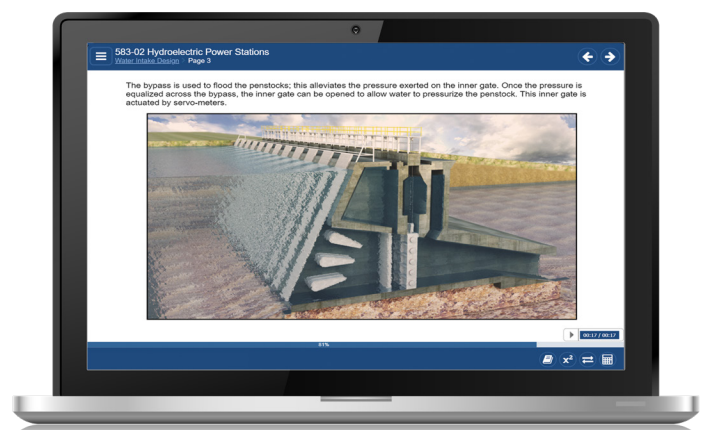 583-02 Hydroelectric Power Stations
Water Intake Design > Page 3
The bypass is used to flood the penstocks; this alleviates the pressure exerted on the inner gate. Once the pressure is
equalized across the bypass, the inner gate can be opened to allow water to pressurize the penstock. This inner gate is
actuated by servo-meters.
00:17 / 00:17
x²